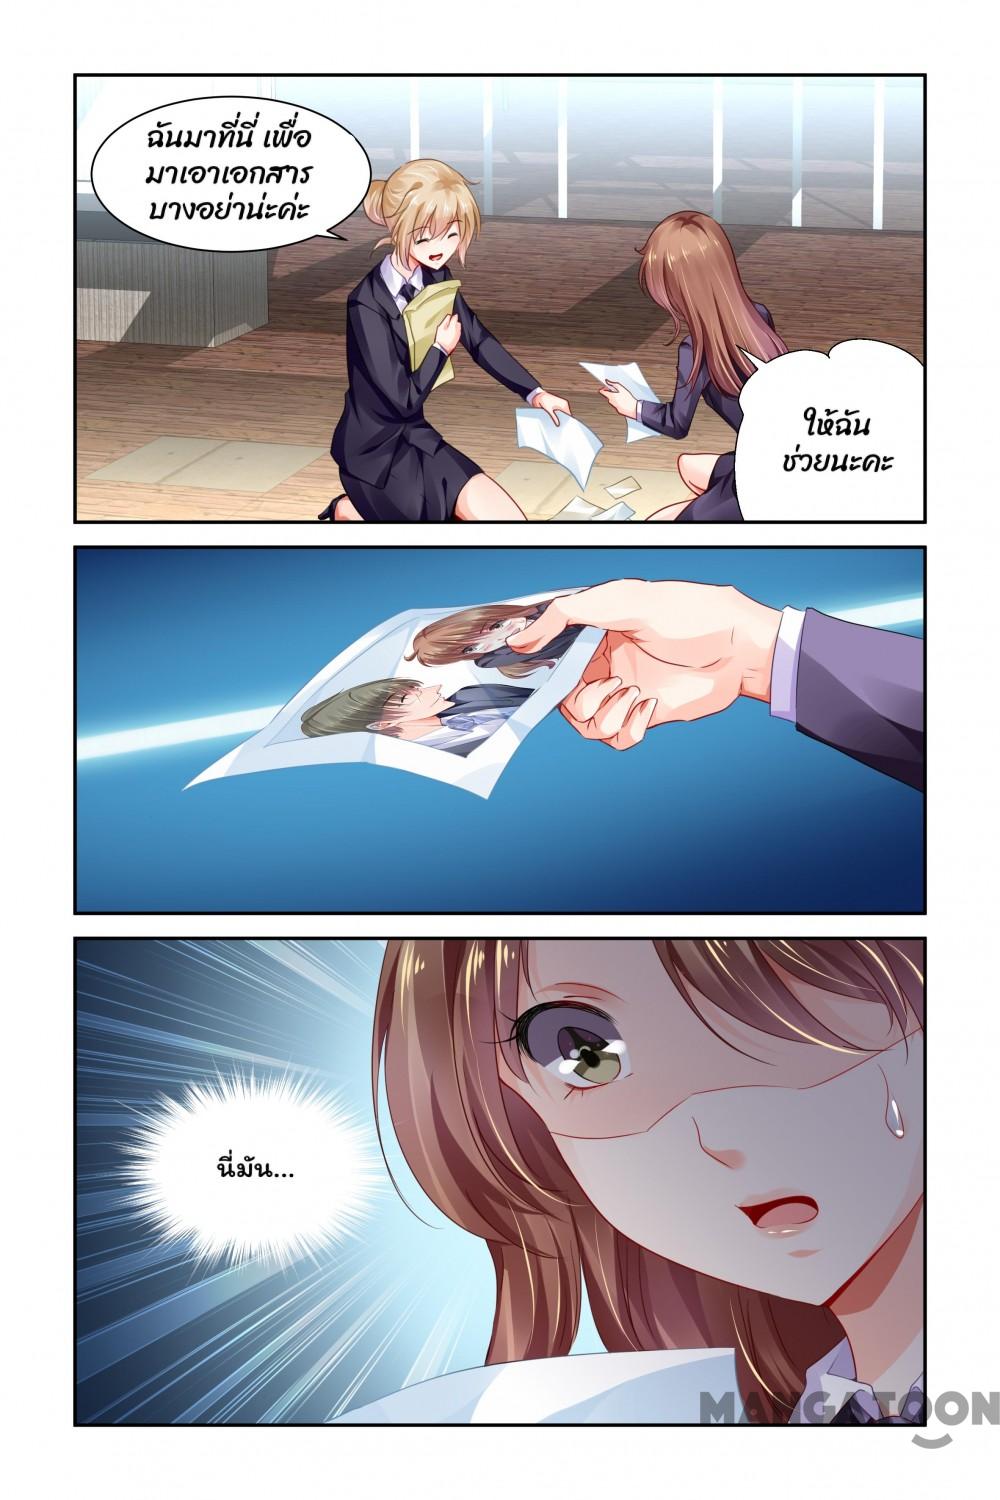 ฉันมาที่นี่ เพื่อ
มาเอาเอกสาร
บางอย่าน่ะค่ะ
ให้ฉัน
ช่วยนะคะ
นี่มัน...
MANGATOON